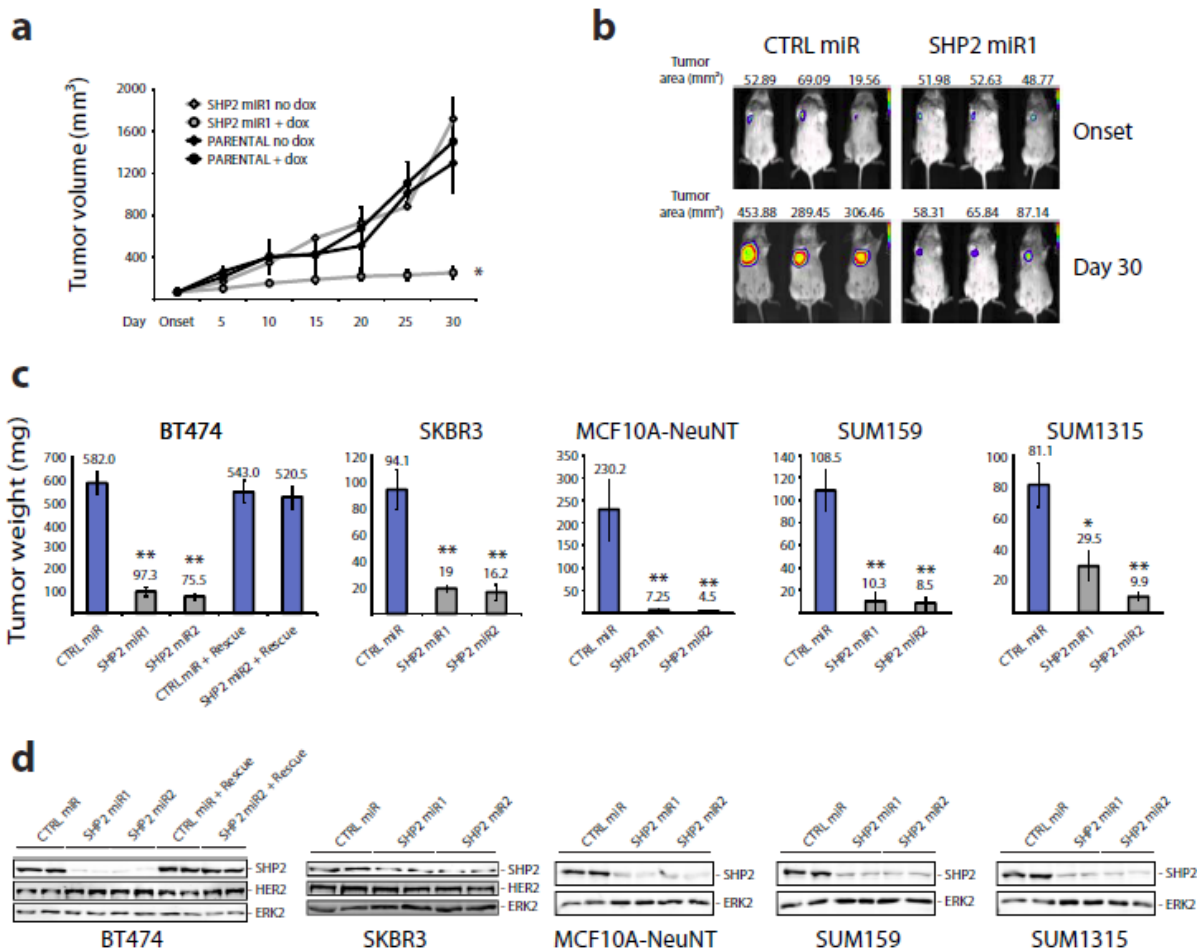 a
Tumor volume (mm³)
2000
1600
1200
800
400
SHP2 miR1 no dox
SHP2 miR1 + dox
PARENTAL no dox
PARENTAL + dox
*
Day Onset 5 10 15 20 25 30
b
CTRL miR SHP2 miR1
Tumor
area (mm²) 52.89 69.09 19.56 51.98 52.63 48.77
Onset
Tumor
area (mm²) 453.88 289.45 306.46 58.31 65.84 87.14
Day 30
c
Tumor weight (mg)
BT474
700
600
500
400
300
200
100
582.0
**
97.3
**
75.5
543.0
520.5
CTRL miR
SHP2 miR1
SHP2 miR2
CTRL miR + Rescue
SHP2 miR2 + Rescue
SKBR3
120
100
80
60
40
20
94.1
**
19
**
16.2
CTRL miR
SHP2 miR1
SHP2 miR2
MCF10A-NeuNT
350
300
250
200
150
100
50
230.2
**
7.25
**
4.5
CTRL miR
SHP2 miR1
SHP2 miR2
SUM159
140
120
100
80
60
40
20
108.5
**
10.3
**
8.5
CTRL miR
SHP2 miR1
SHP2 miR2
SUM1315
100
80
60
40
20
81.1
*
29.5
**
9.9
CTRL miR
SHP2 miR1
SHP2 miR2
d
CTRL miR
SHP2 miR1
SHP2 miR2
CTRL miR + Rescue
SHP2 miR2 + Rescue
- SHP2
- HER2
- ERK2
BT474
CTRL miR
SHP2 miR1
SHP2 miR2
- SHP2
- HER2
- ERK2
SKBR3
CTRL miR
SHP2 miR1
SHP2 miR2
- SHP2
- ERK2
MCF10A-NeuNT
CTRL miR
SHP2 miR1
SHP2 miR2
- SHP2
- ERK2
SUM159
CTRL miR
SHP2 miR1
SHP2 miR2
- SHP2
- ERK2
SUM1315